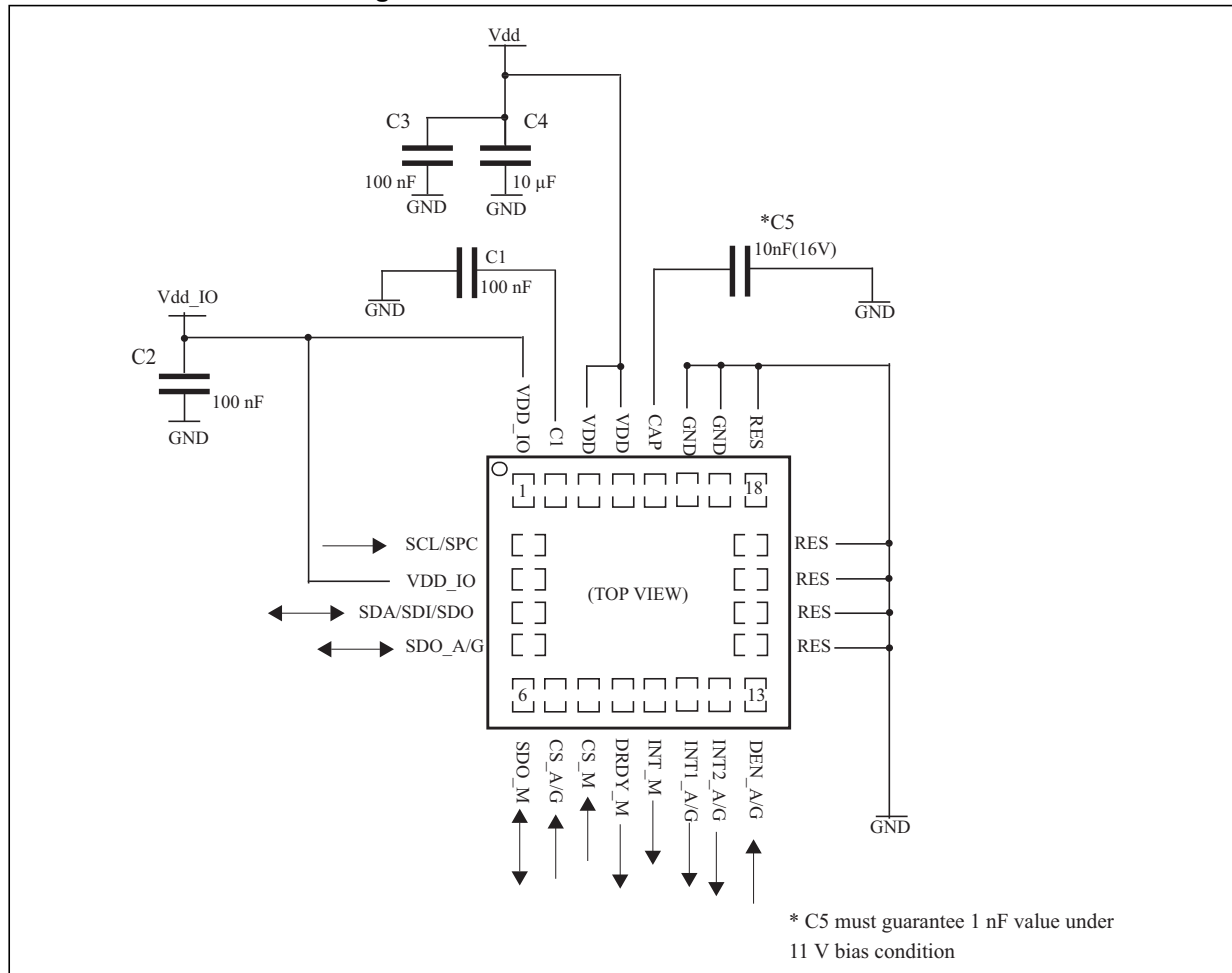 Vdd
C3
C4
100 nF
10 µF
GND
GND
*C5
10nF(16V)
C1
100 nF
GND
GND
Vdd_IO
C2
100 nF
GND
VDD_IO
C1
VDD
VDD
CAP
GND
GND
RES
1
18
SCL/SPC
RES
VDD_IO
(TOP VIEW)
RES
SDA/SDI/SDO
RES
SDO_A/G
RES
6
13
SDO_M
CS_A/G
CS_M
DRDY_M
INT_M
INT1_A/G
INT2_A/G
DEN_A/G
GND
* C5 must guarantee 1 nF value under
11 V bias condition